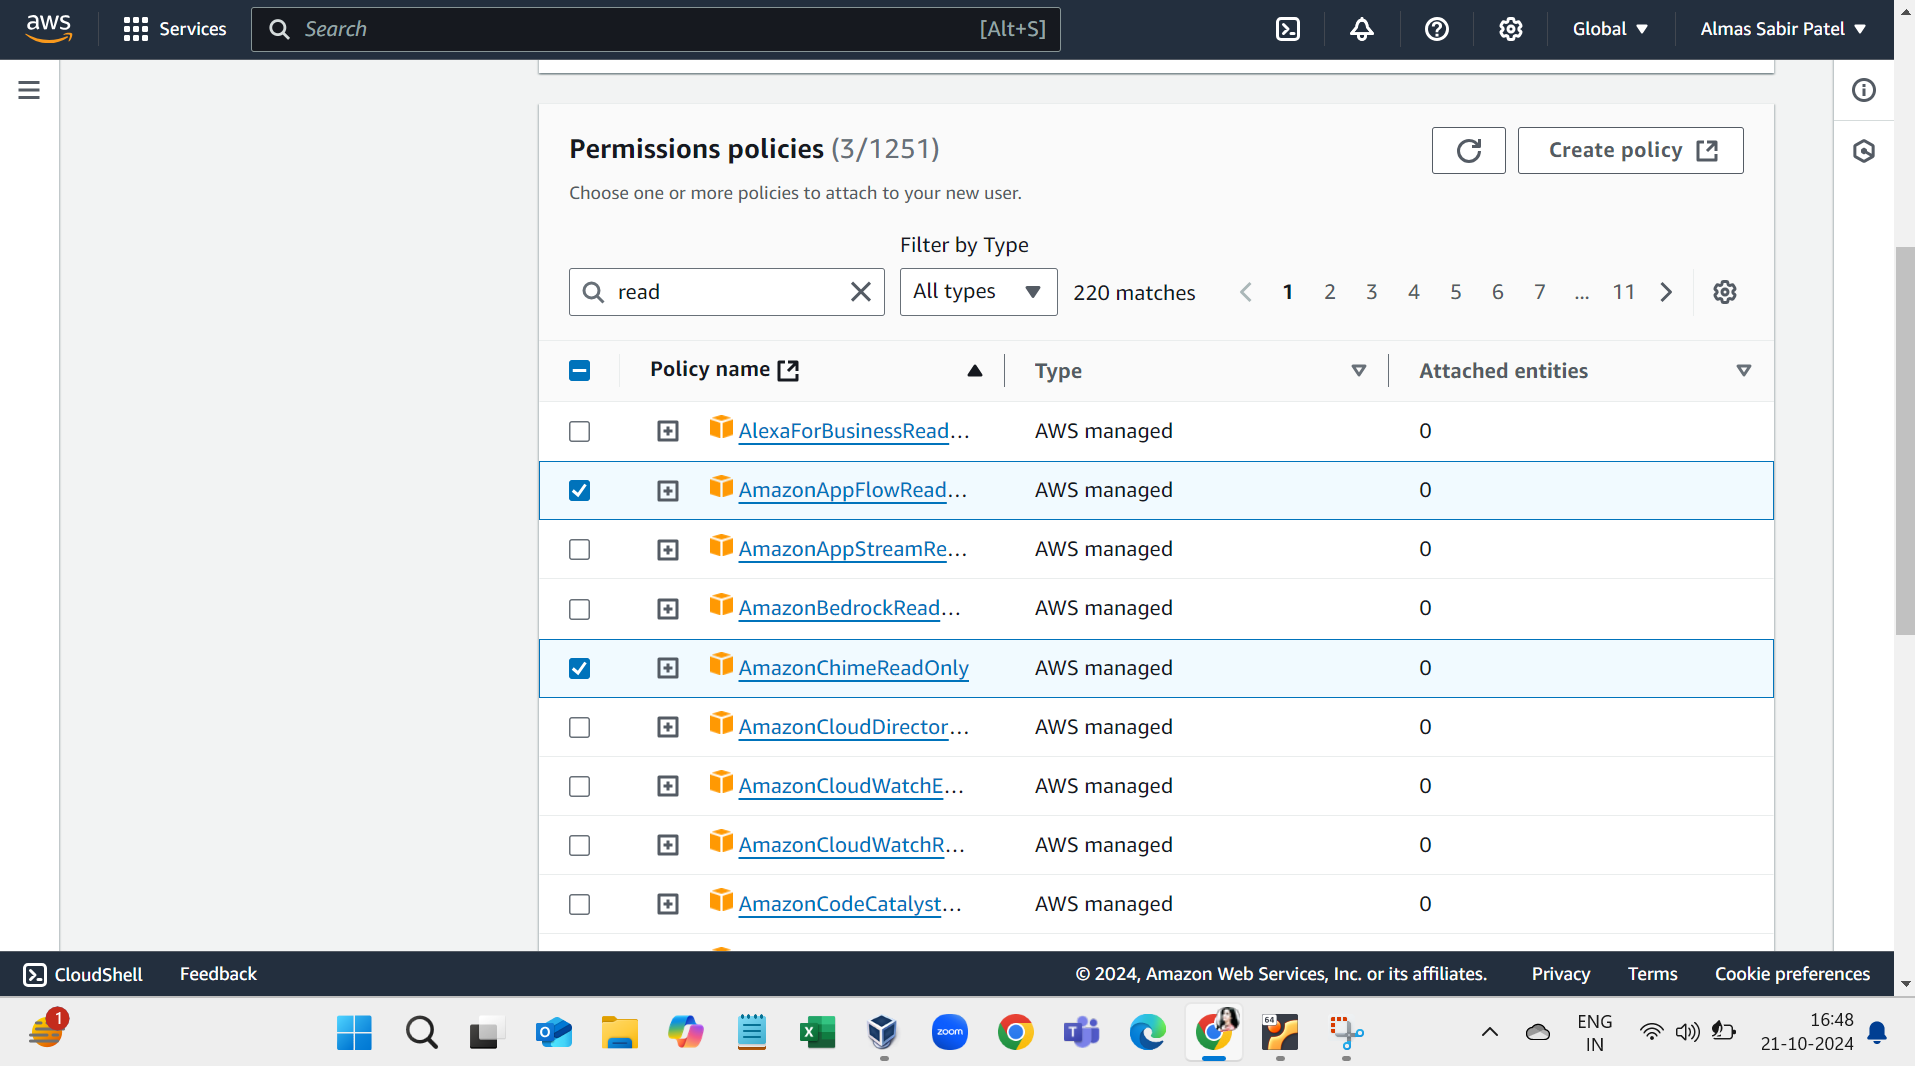 aws
Services
Search
[Alt+S]
Global
Almas Sabir Patel
Permissions policies (3/1251)
Create policy
Choose one or more policies to attach to your new user.
Filter by Type
read
All types
220 matches
1 2 3 4 5 6 7 ... 11
Policy name Type Attached entities
AlexaForBusinessRead... AWS managed 0
AmazonAppFlowRead... AWS managed 0
AmazonAppStreamRe... AWS managed 0
AmazonBedrockRead... AWS managed 0
AmazonChimeReadOnly AWS managed 0
AmazonCloudDirector... AWS managed 0
AmazonCloudWatchE... AWS managed 0
AmazonCloudWatchR... AWS managed 0
AmazonCodeCatalyst... AWS managed 0
CloudShell Feedback © 2024, Amazon Web Services, Inc. or its affiliates. Privacy Terms Cookie preferences
1
zoom
64
ENG
IN
16:48
21-10-2024